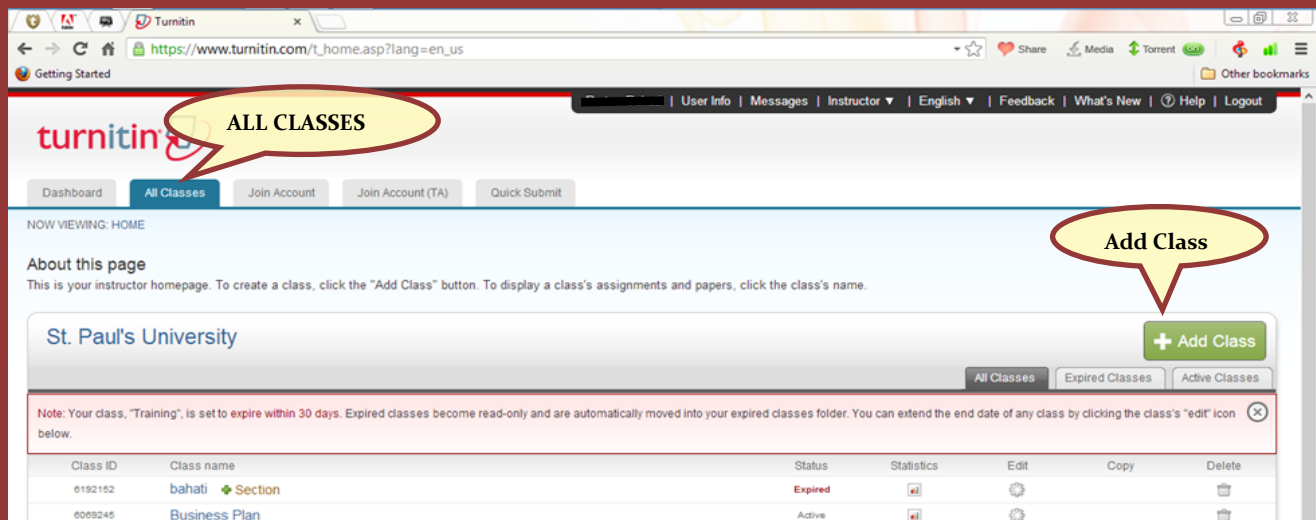 Turnitin
https://www.turnitin.com/t_home.asp?lang=en_us
Share Media Torrent
Getting Started
Other bookmarks
| User Info | Messages | Instructor ▼ | English ▼ | Feedback | What's New | ? Help | Logout
turnitin
ALL CLASSES
Dashboard All Classes Join Account Join Account (TA) Quick Submit
NOW VIEWING: HOME
Add Class
About this page
This is your instructor homepage. To create a class, click the "Add Class" button. To display a class's assignments and papers, click the class's name.
St. Paul's University
Add Class
All Classes Expired Classes Active Classes
Note: Your class, "Training", is set to expire within 30 days. Expired classes become read-only and are automatically moved into your expired classes folder. You can extend the end date of any class by clicking the class's "edit" icon
below.
Class ID Class name Status Statistics Edit Copy Delete
6192152 bahati Section Expired
6069245 Business Plan Active